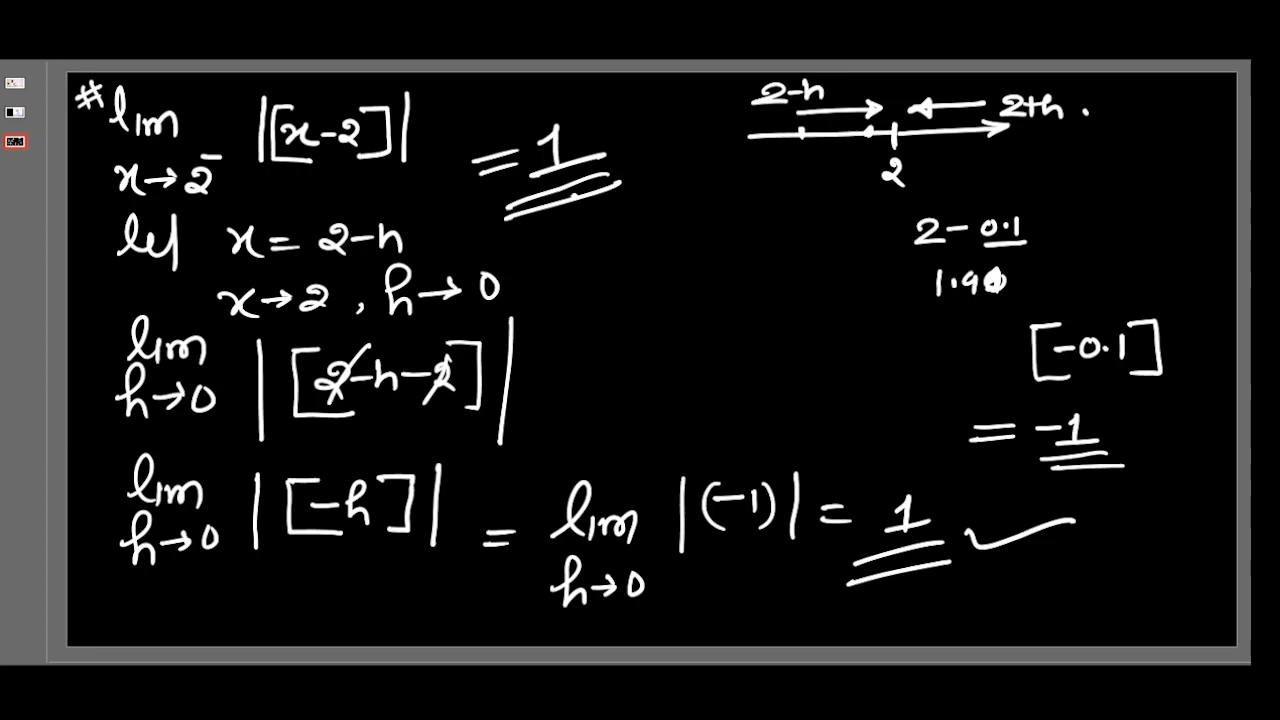 # lim |[x-2]| = 1
x→2⁻
let x = 2-h
x→2 , h→0
lim |[2-h-2]|
h→0
lim |[-h]| = lim |(-1)| = 1
h→0 h→0
2-h 2+h .
2
2 - 0.1
[-0.1]
= -1